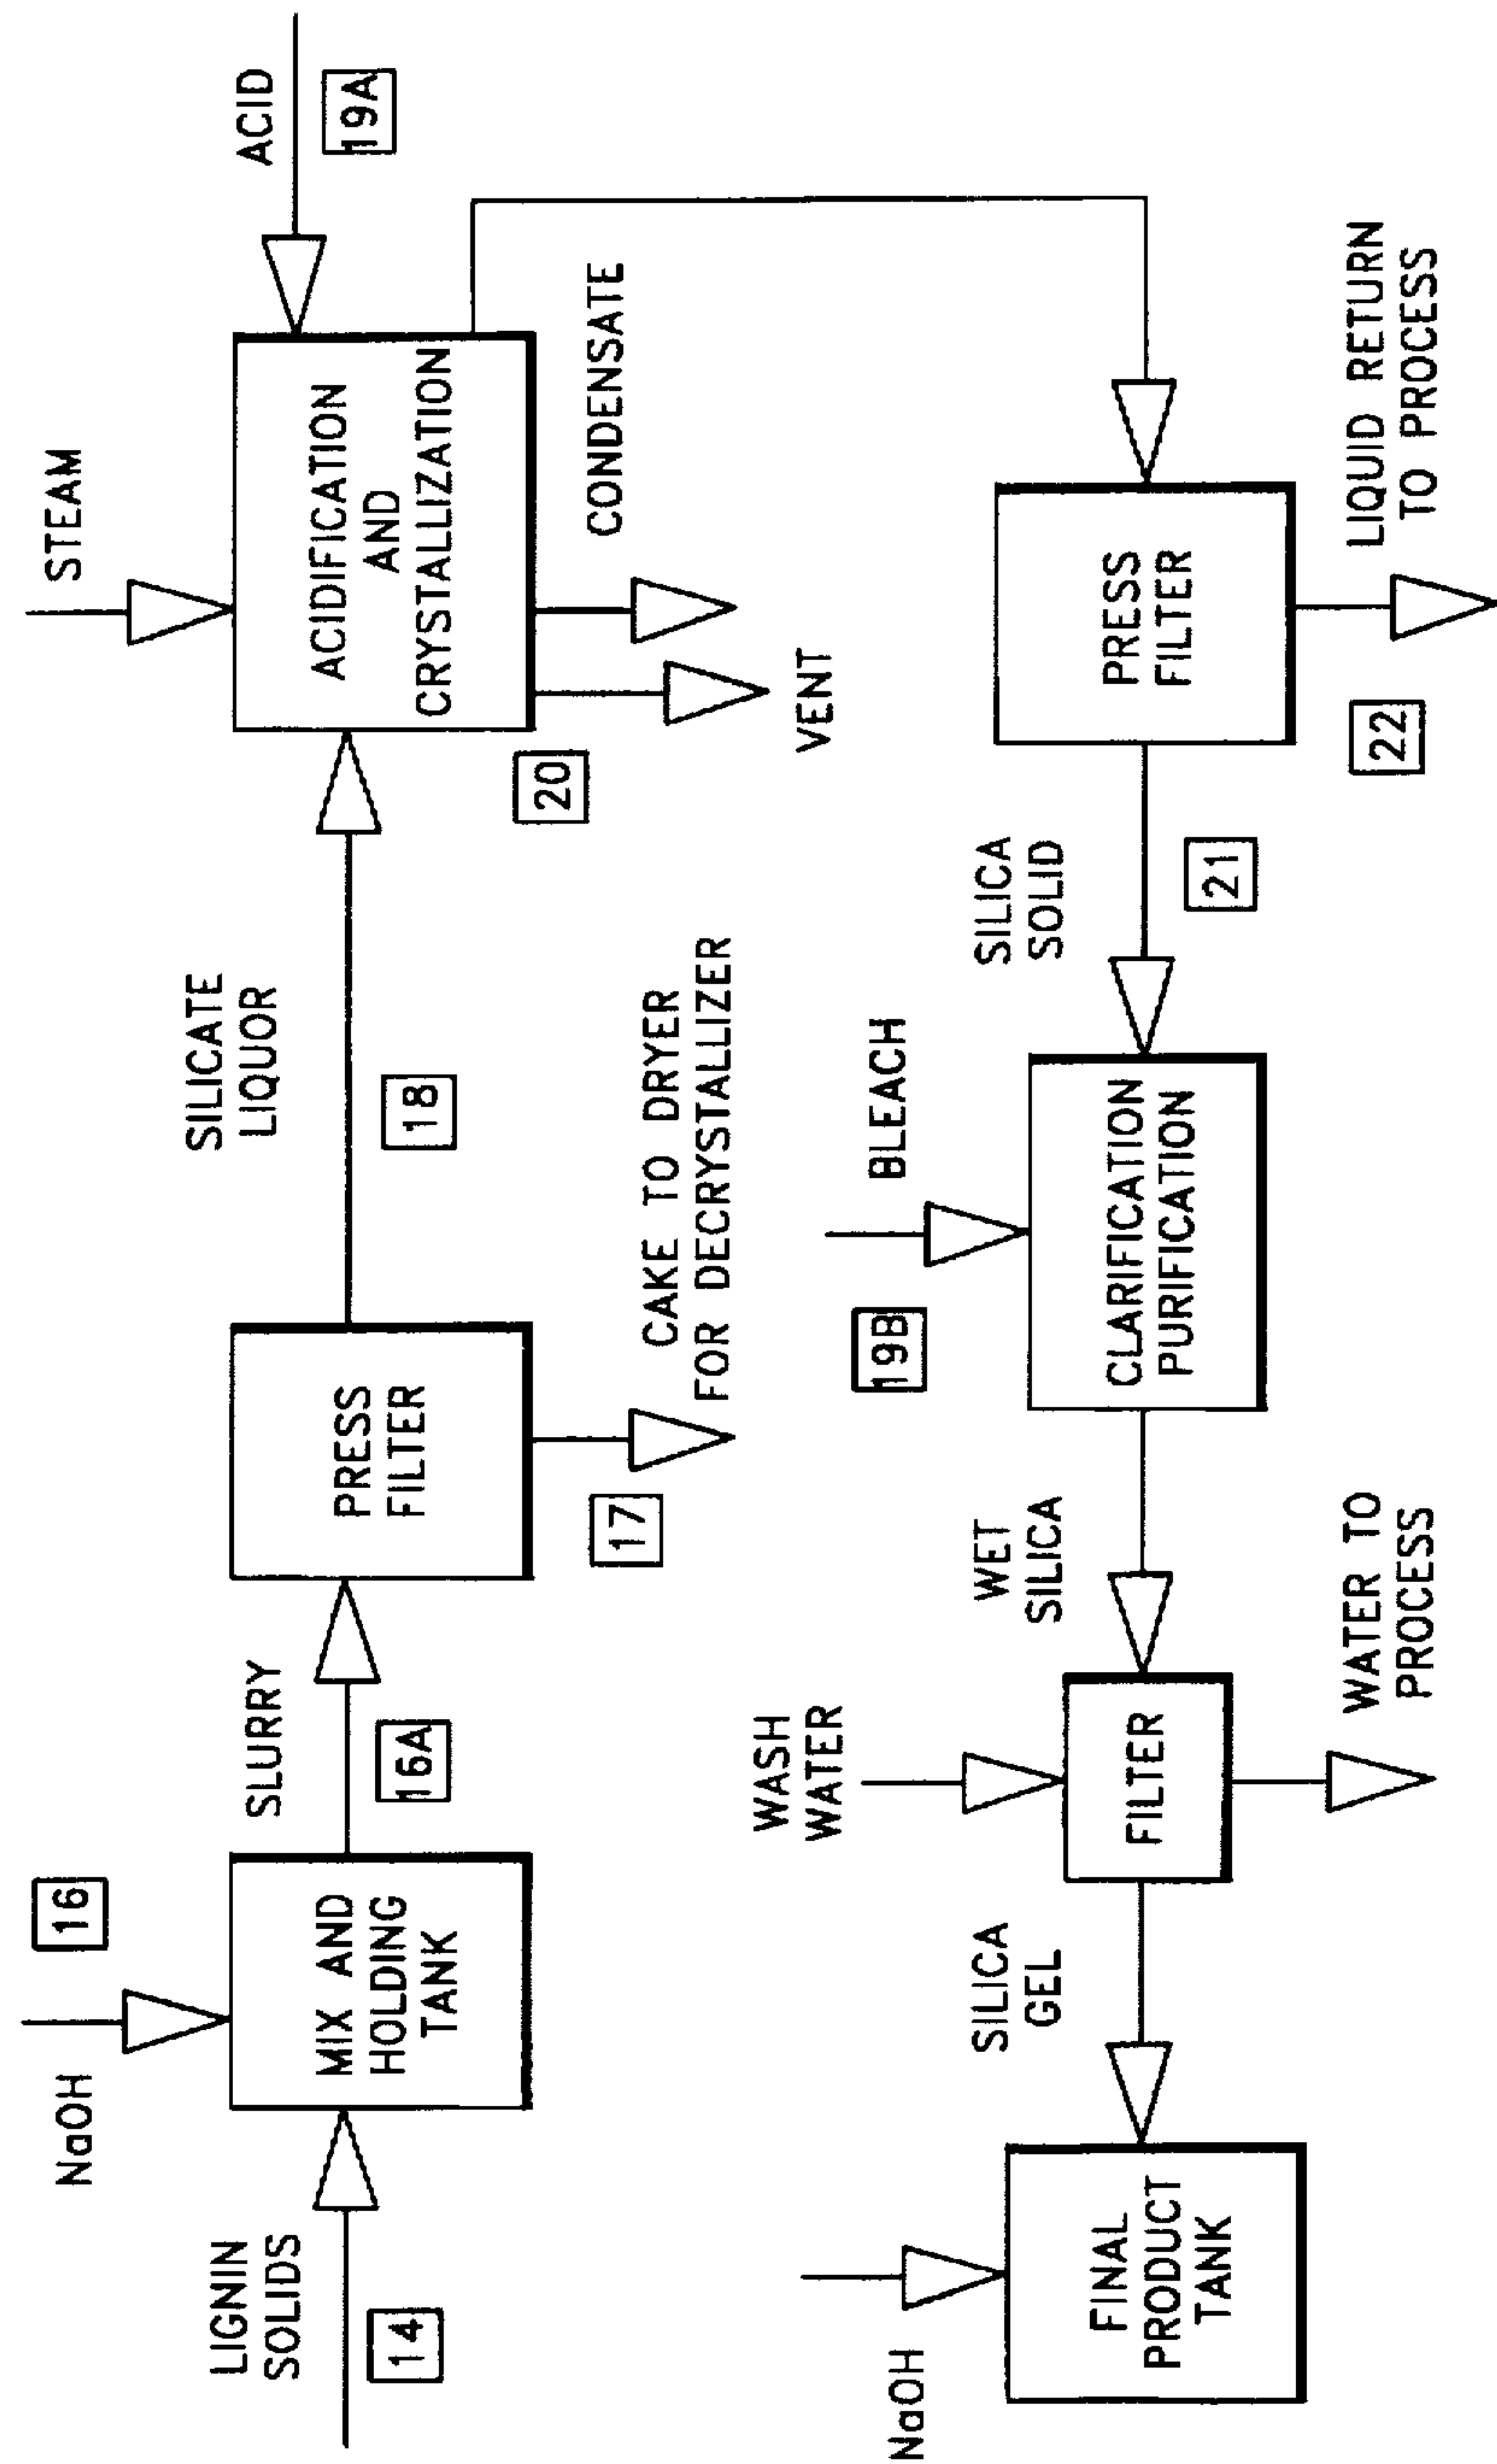 NaOH
16
LIGNIN
SOLIDS
14
MIX AND
HOLDING
TANK
SLURRY
16A
PRESS
FILTER
17
CAKE TO DRYER
FOR DECRYSTALLIZER
SILICATE
LIQUOR
18
STEAM
ACIDIFICATION
AND
CRYSTALLIZATION
ACID
19A
20
VENT
CONDENSATE
PRESS
FILTER
22
LIQUID RETURN
TO PROCESS
SILICA
SOLID
21
BLEACH
19B
CLARIFICATION
PURIFICATION
WET
SILICA
WASH
WATER
FILTER
WATER TO
PROCESS
SILICA
GEL
NaOH
FINAL
PRODUCT
TANK